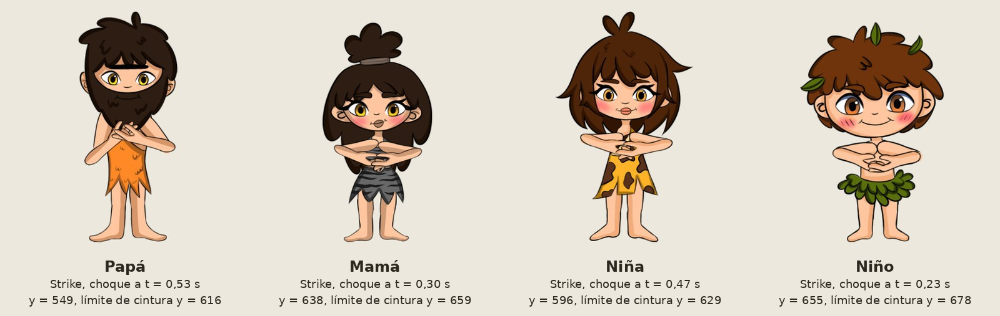 Papá
Strike, choque a t = 0,53 s
y = 549, límite de cintura y = 616
Mamá
Strike, choque a t = 0,30 s
y = 638, límite de cintura y = 659
Niña
Strike, choque a t = 0,47 s
y = 596, límite de cintura y = 629
Niño
Strike, choque a t = 0,23 s
y = 655, límite de cintura y = 678